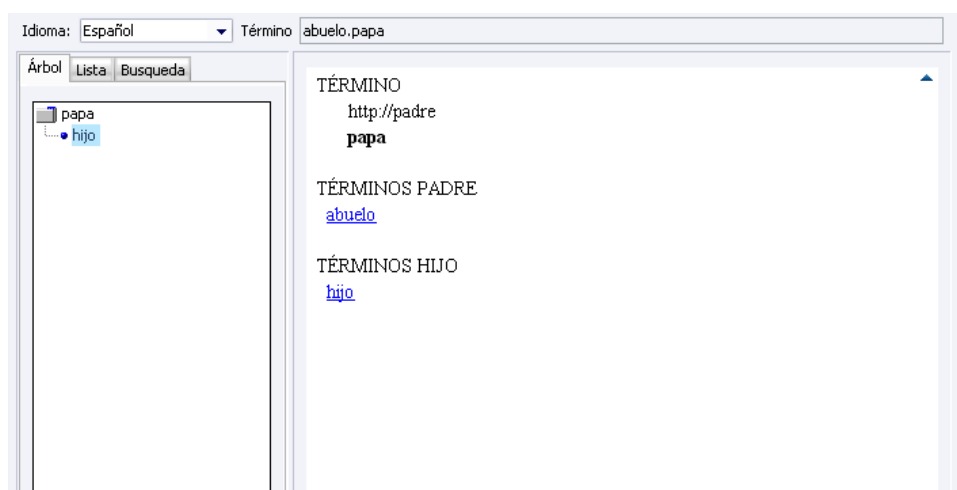 Idioma: Español Término abuelo.papa
Árbol Lista Busqueda
papa
hijo
TÉRMINO
http://padre
papa
TÉRMINOS PADRE
abuelo
TÉRMINOS HIJO
hijo